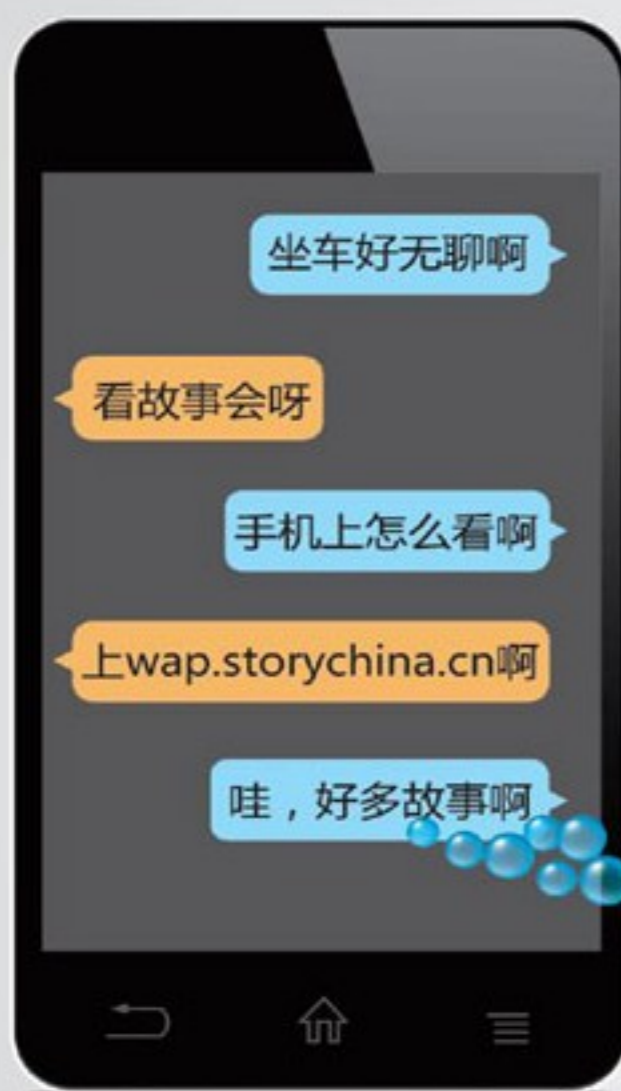 坐车好无聊啊
看故事会呀
手机上怎么看啊
上wap.storychina.cn啊
哇，好多故事啊